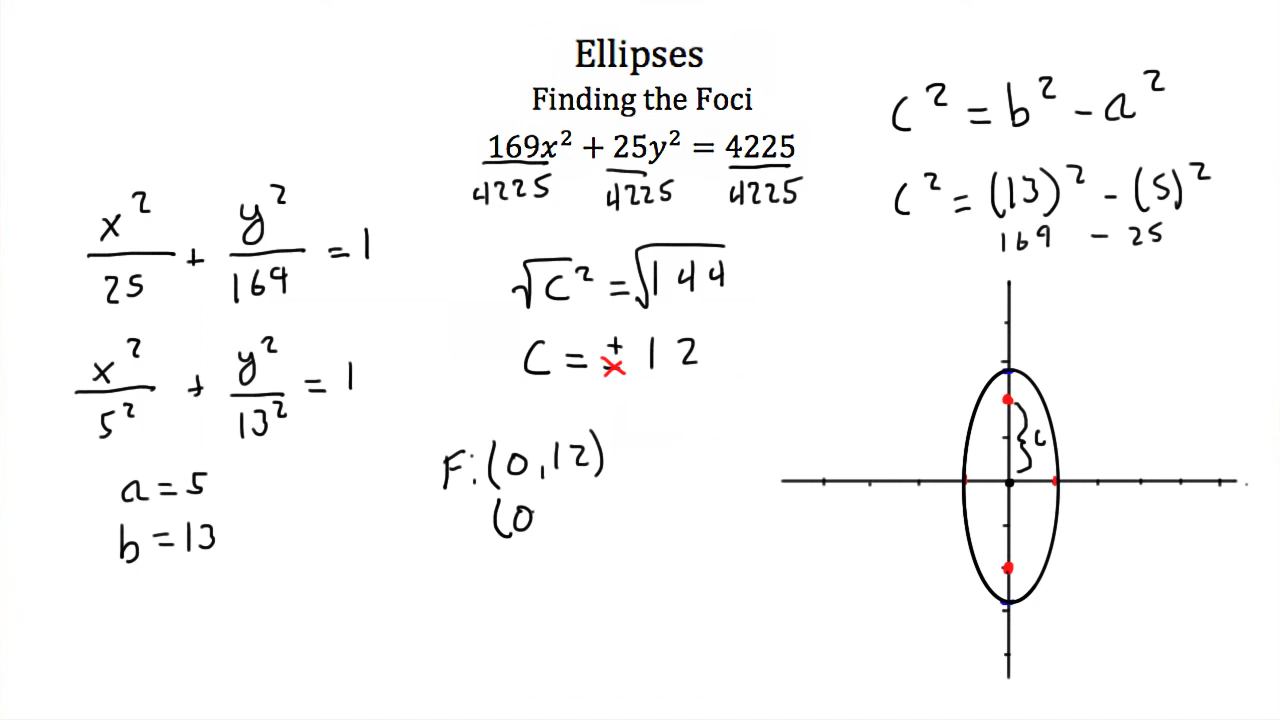 Ellipses
Finding the Foci
169x² + 25y² = 4225
4225 4225 4225
x²/25 + y²/169 = 1
x²/5² + y²/13² = 1
a = 5
b = 13
√c² = √144
c = ± 12
F: (0, 12)
(0
c² = b² - a²
c² = (13)² - (5)²
169 - 25
c